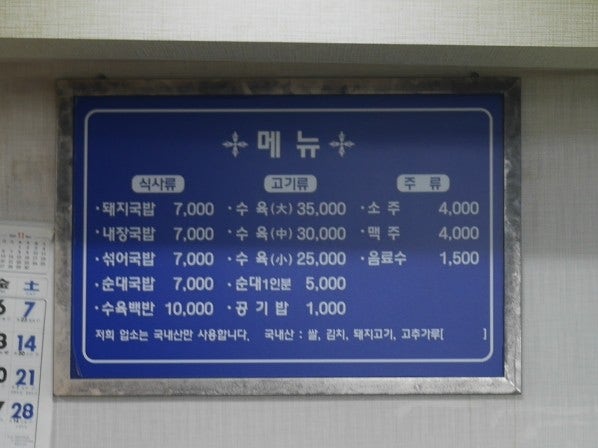 메뉴
식사류 고기류 주 류
·돼지국밥 7,000 ·수 육(大) 35,000 ·소 주 4,000
·내장국밥 7,000 ·수 육(中) 30,000 ·맥 주 4,000
·섞어국밥 7,000 ·수 육(小) 25,000 ·음료수 1,500
·순대국밥 7,000 ·순대1인분 5,000
·수육백반 10,000 ·공 기 밥 1,000
저희 업소는 국내산만 사용합니다. 국내산 : 쌀, 김치, 돼지고기, 고추가루[ ]
11
金 土
6 7
14
21
28